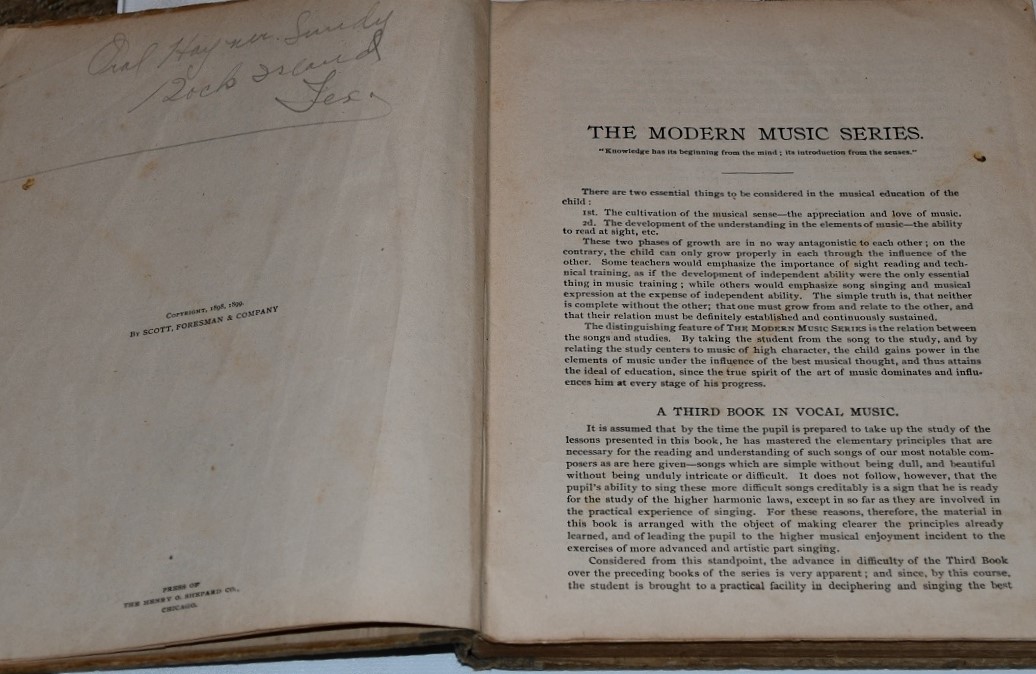 Rock Island
Tex.
COPYRIGHT, 1898, 1899,
BY SCOTT, FORESMAN & COMPANY
PRESS OF
THE HENRY O. SHEPARD CO.,
CHICAGO.
THE MODERN MUSIC SERIES.
"Knowledge has its beginning from the mind; its introduction from the senses."
There are two essential things to be considered in the musical education of the
child:
1st. The cultivation of the musical sense—the appreciation and love of music.
2d. The development of the understanding in the elements of music—the ability
to read at sight, etc.
These two phases of growth are in no way antagonistic to each other; on the
contrary, the child can only grow properly in each through the influence of the
other. Some teachers would emphasize the importance of sight reading and tech-
nical training, as if the development of independent ability were the only essential
thing in music training; while others would emphasize song singing and musical
expression at the expense of independent ability. The simple truth is, that neither
is complete without the other; that one must grow from and relate to the other, and
that their relation must be definitely established and continuously sustained.
The distinguishing feature of THE MODERN MUSIC SERIES is the relation between
the songs and studies. By taking the student from the song to the study, and by
relating the study centers to music of high character, the child gains power in the
elements of music under the influence of the best musical thought, and thus attains
the ideal of education, since the true spirit of the art of music dominates and influ-
ences him at every stage of his progress.
A THIRD BOOK IN VOCAL MUSIC.
It is assumed that by the time the pupil is prepared to take up the study of the
lessons presented in this book, he has mastered the elementary principles that are
necessary for the reading and understanding of such songs of our most notable com-
posers as are here given—songs which are simple without being dull, and beautiful
without being unduly intricate or difficult. It does not follow, however, that the
pupil's ability to sing these more difficult songs creditably is a sign that he is ready
for the study of the higher harmonic laws, except in so far as they are involved in
the practical experience of singing. For these reasons, therefore, the material in
this book is arranged with the object of making clearer the principles already
learned, and of leading the pupil to the higher musical enjoyment incident to the
exercises of more advanced and artistic part singing.
Considered from this standpoint, the advance in difficulty of the Third Book
over the preceding books of the series is very apparent; and since, by this course,
the student is brought to a practical facility in deciphering and singing the best